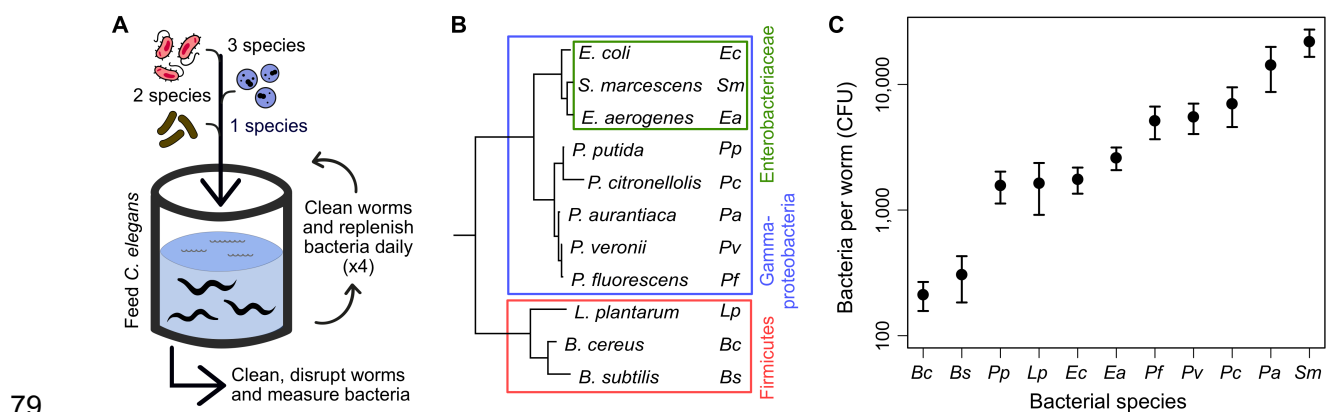 A
3 species
2 species
1 species
Feed C. elegans
Clean worms
and replenish
bacteria daily
(x4)
Clean, disrupt worms
and measure bacteria
B
E. coli Ec
S. marcescens Sm
E. aerogenes Ea
P. putida Pp
P. citronellolis Pc
P. aurantiaca Pa
P. veronii Pv
P. fluorescens Pf
L. plantarum Lp
B. cereus Bc
B. subtilis Bs
Enterobacteriaceae
Gamma-
proteobacteria
Firmicutes
C
Bacteria per worm (CFU)
10,000
1,000
100
Bc Bs Pp Lp Ec Ea Pf Pv Pc Pa Sm
Bacterial species
79